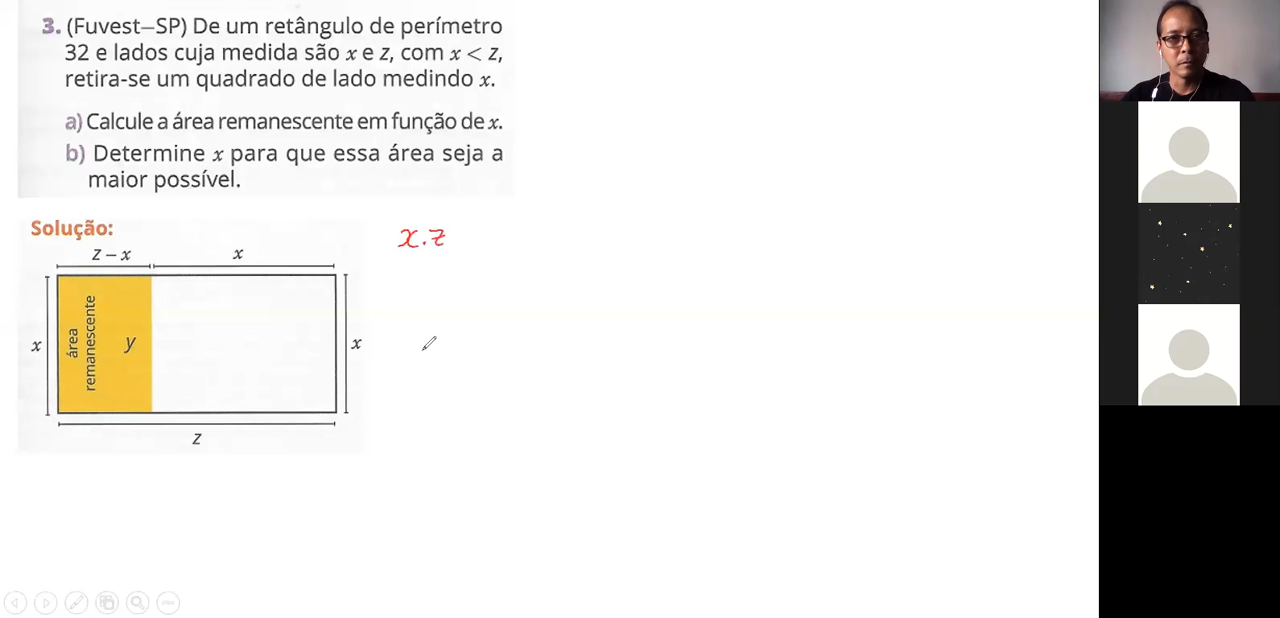 3. (Fuvest–SP) De um retângulo de perímetro
32 e lados cuja medida são x e z, com x < z,
retira-se um quadrado de lado medindo x.
a) Calcule a área remanescente em função de x.
b) Determine x para que essa área seja a
maior possível.
Solução:
x.z
z – x
x
x
área
remanescente
y
x
z